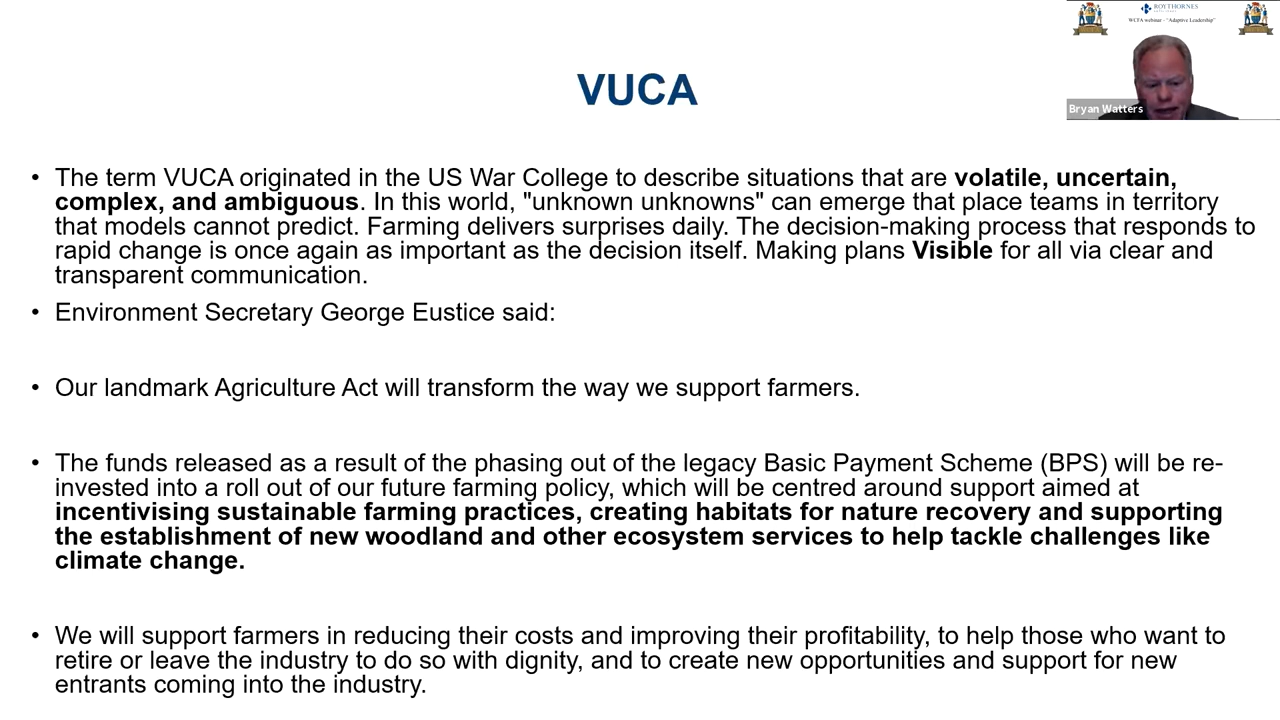 ROYTHORNES
WCFA webinar - "Adaptive Leadership"
Bryan Watters
VUCA
• The term VUCA originated in the US War College to describe situations that are volatile, uncertain,
complex, and ambiguous. In this world, "unknown unknowns" can emerge that place teams in territory
that models cannot predict. Farming delivers surprises daily. The decision-making process that responds to
rapid change is once again as important as the decision itself. Making plans Visible for all via clear and
transparent communication.
• Environment Secretary George Eustice said:
• Our landmark Agriculture Act will transform the way we support farmers.
• The funds released as a result of the phasing out of the legacy Basic Payment Scheme (BPS) will be re-
invested into a roll out of our future farming policy, which will be centred around support aimed at
incentivising sustainable farming practices, creating habitats for nature recovery and supporting
the establishment of new woodland and other ecosystem services to help tackle challenges like
climate change.
• We will support farmers in reducing their costs and improving their profitability, to help those who want to
retire or leave the industry to do so with dignity, and to create new opportunities and support for new
entrants coming into the industry.